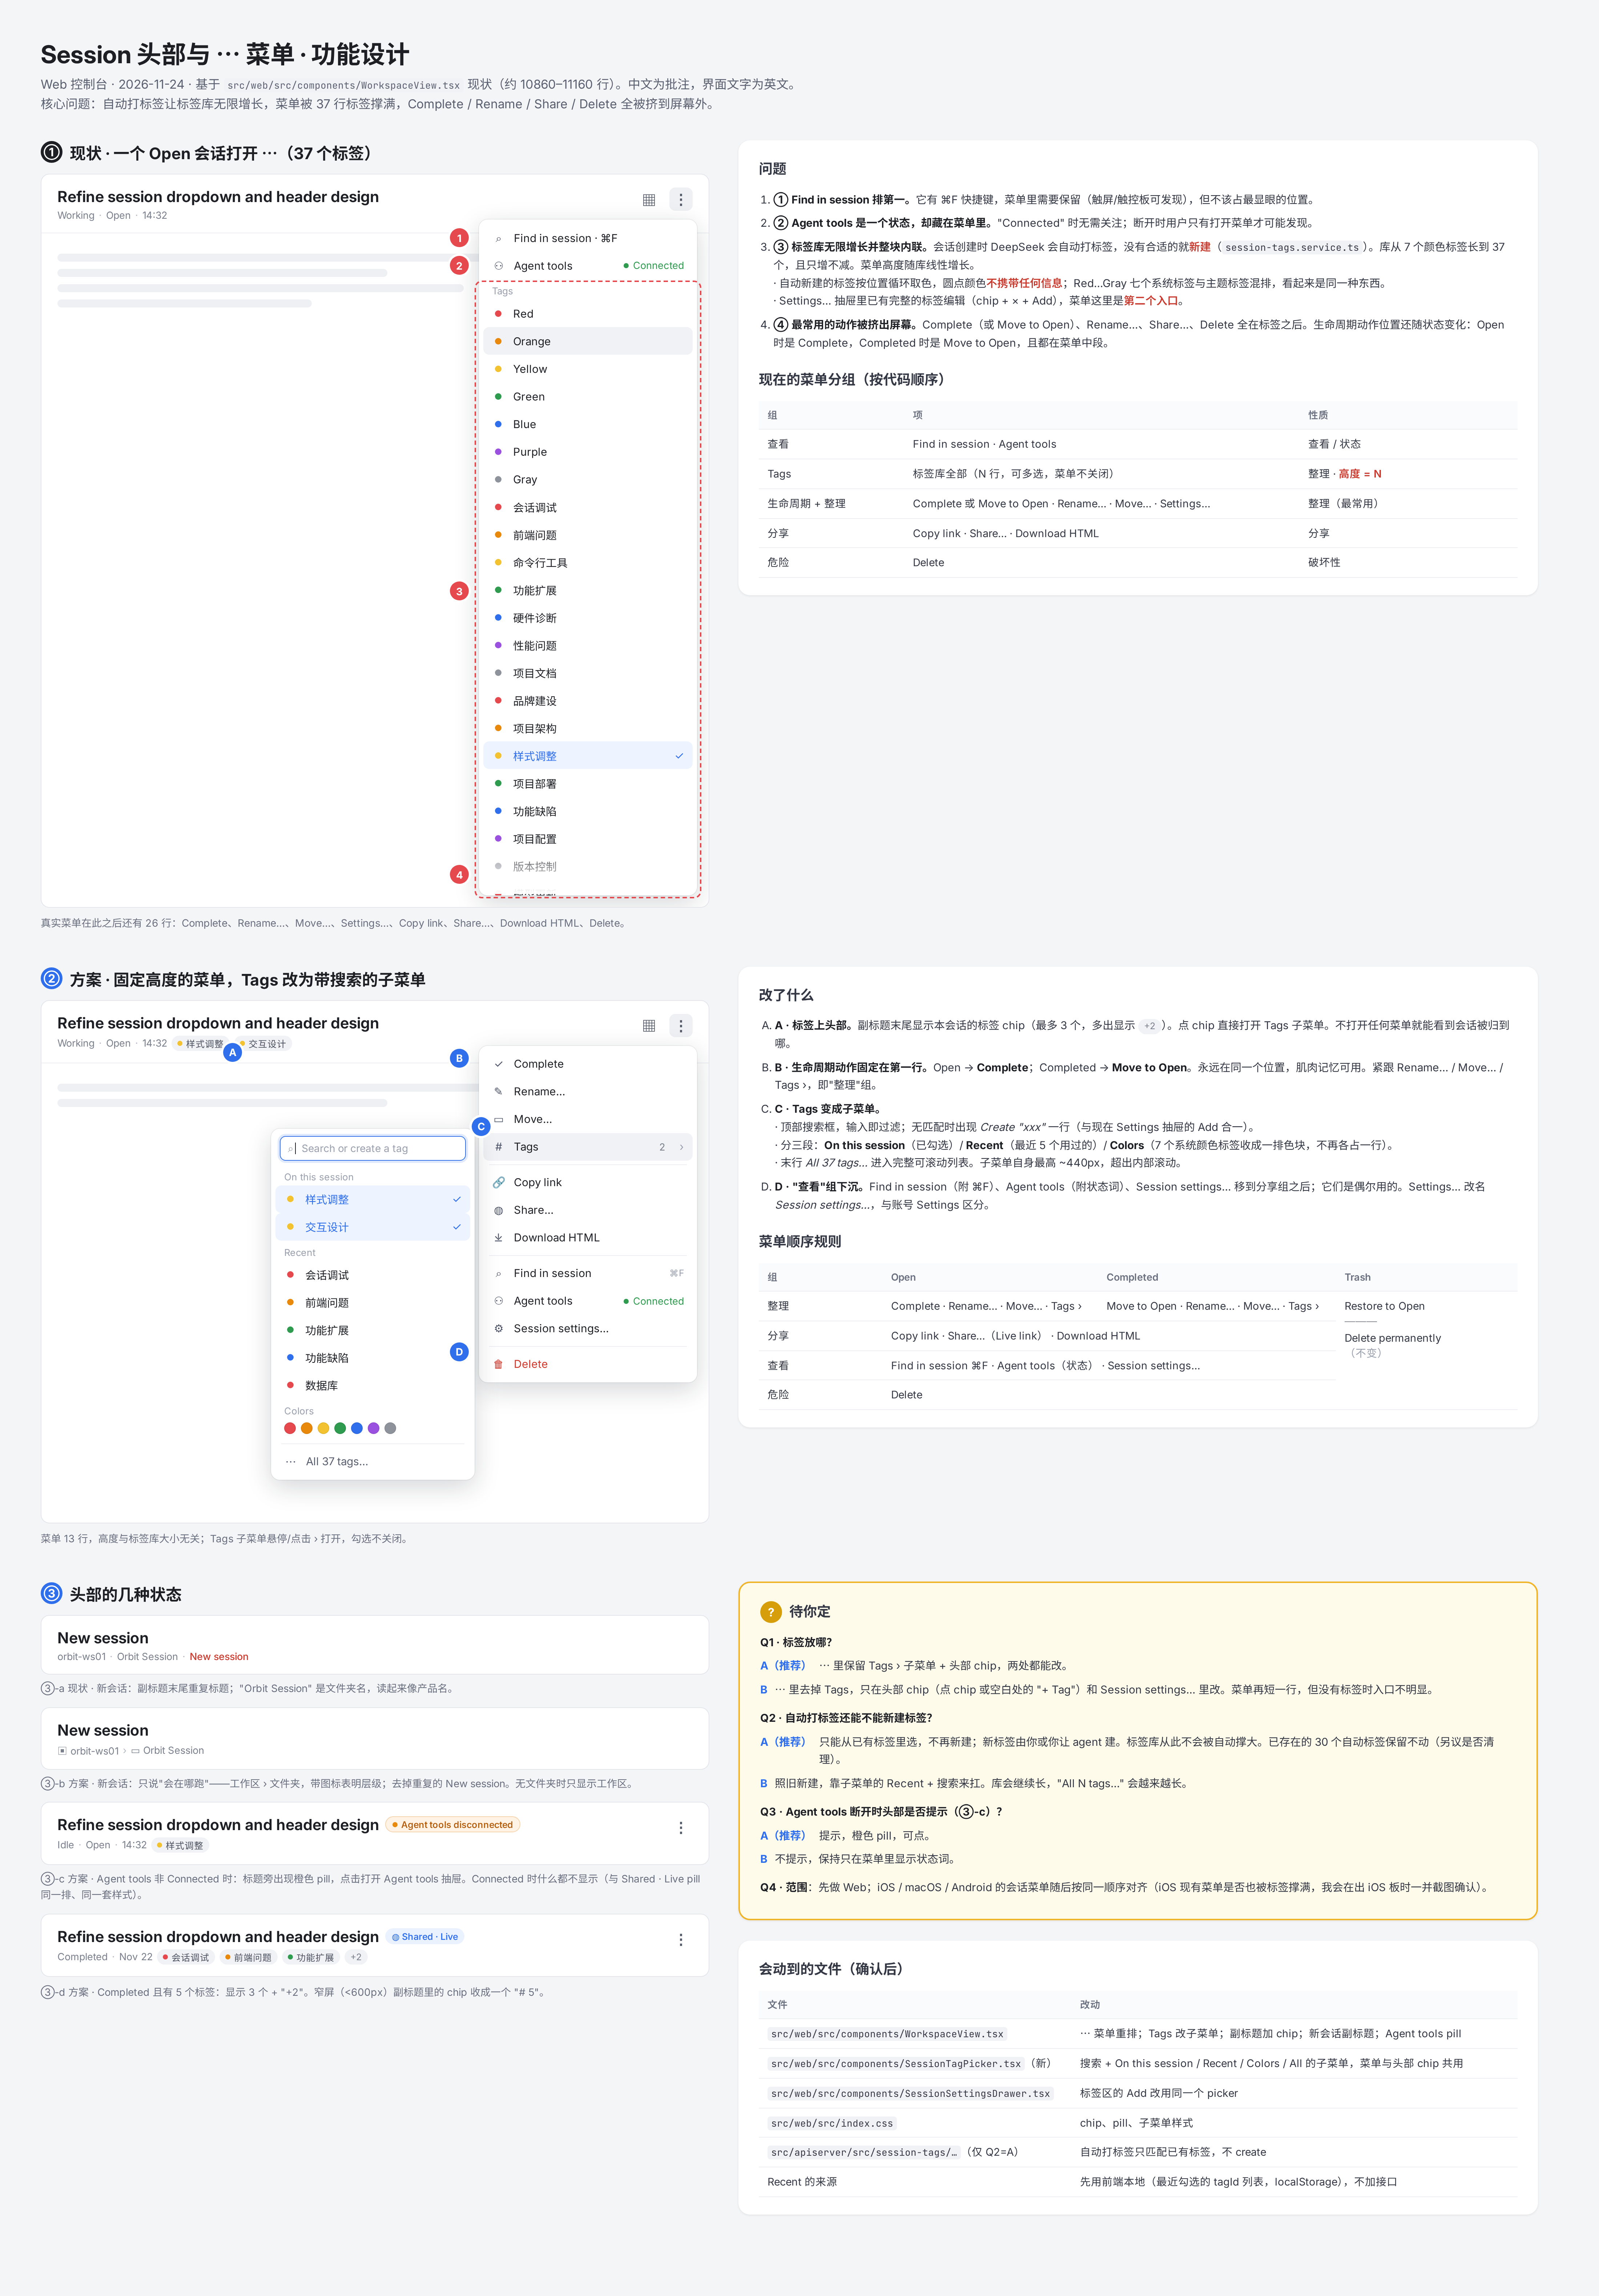 Session 头部与 ⋯ 菜单 · 功能设计
Web 控制台 · 2026-11-24 · 基于 src/web/src/components/WorkspaceView.tsx 现状（约 10860–11160 行）。中文为批注，界面文字为英文。
核心问题：自动打标签让标签库无限增长，菜单被 37 行标签撑满，Complete / Rename / Share / Delete 全被挤到屏幕外。
① 现状 · 一个 Open 会话打开 ⋯（37 个标签）
Refine session dropdown and header design
Working · Open · 14:32
1
Find in session · ⌘F
2
Agent tools
Connected
Tags
Red
Orange
Yellow
Green
Blue
Purple
Gray
会话调试
前端问题
命令行工具
3
功能扩展
硬件诊断
性能问题
项目文档
品牌建设
项目架构
样式调整 ✓
项目部署
功能缺陷
项目配置
版本控制
4
真实菜单在此之后还有 26 行：Complete、Rename…、Move…、Settings…、Copy link、Share…、Download HTML、Delete。
问题
1. ① Find in session 排第一。它有 ⌘F 快捷键，菜单里需要保留（触屏/触控板可发现），但不该占最显眼的位置。
2. ② Agent tools 是一个状态，却藏在菜单里。"Connected" 时无需关注；断开时用户只有打开菜单才可能发现。
3. ③ 标签库无限增长并整块内联。会话创建时 DeepSeek 会自动打标签，没有合适的就新建（ session-tags.service.ts ）。库从 7 个颜色标签长到 37
个，且只增不减。菜单高度随库线性增长。
· 自动新建的标签按位置循环取色，圆点颜色不携带任何信息；Red…Gray 七个系统标签与主题标签混排，看起来是同一种东西。
· Settings… 抽屉里已有完整的标签编辑（chip + × + Add），菜单这里是第二个入口。
4. ④ 最常用的动作被挤出屏幕。Complete（或 Move to Open）、Rename…、Share…、Delete 全在标签之后。生命周期动作位置还随状态变化：Open
时是 Complete，Completed 时是 Move to Open，且都在菜单中段。
现在的菜单分组（按代码顺序）
组 项 性质
查看 Find in session · Agent tools 查看 / 状态
Tags 标签库全部（N 行，可多选，菜单不关闭） 整理 · 高度 = N
生命周期 + 整理 Complete 或 Move to Open · Rename… · Move… · Settings… 整理（最常用）
分享 Copy link · Share… · Download HTML 分享
危险 Delete 破坏性
② 方案 · 固定高度的菜单，Tags 改为带搜索的子菜单
Refine session dropdown and header design
Working · Open · 14:32 样式调整 交互设计
A
B
Complete
Rename…
C
Move…
# Tags 2 ›
Copy link
Share…
Download HTML
Find in session ⌘F
Agent tools Connected
Session settings…
D
Delete
Search or create a tag
On this session
样式调整 ✓
交互设计 ✓
Recent
会话调试
前端问题
功能扩展
功能缺陷
数据库
Colors
⋯ All 37 tags…
菜单 13 行，高度与标签库大小无关；Tags 子菜单悬停/点击 › 打开，勾选不关闭。
改了什么
A. A · 标签上头部。副标题末尾显示本会话的标签 chip（最多 3 个，多出显示 +2 ）。点 chip 直接打开 Tags 子菜单。不打开任何菜单就能看到会话被归到
哪。
B. B · 生命周期动作固定在第一行。Open → Complete；Completed → Move to Open。永远在同一个位置，肌肉记忆可用。紧跟 Rename… / Move… /
Tags ›，即"整理"组。
C. C · Tags 变成子菜单。
· 顶部搜索框，输入即过滤；无匹配时出现 Create "xxx" 一行（与现在 Settings 抽屉的 Add 合一）。
· 分三段：On this session（已勾选）/ Recent（最近 5 个用过的）/ Colors（7 个系统颜色标签收成一排色块，不再各占一行）。
· 末行 All 37 tags… 进入完整可滚动列表。子菜单自身最高 ~440px，超出内部滚动。
D. D · "查看"组下沉。Find in session（附 ⌘F）、Agent tools（附状态词）、Session settings… 移到分享组之后；它们是偶尔用的。Settings… 改名
Session settings…，与账号 Settings 区分。
菜单顺序规则
组 Open Completed Trash
整理 Complete · Rename… · Move… · Tags › Move to Open · Rename… · Move… · Tags › Restore to Open
———
Delete permanently
（不变）
分享 Copy link · Share…（Live link） · Download HTML
查看 Find in session ⌘F · Agent tools（状态） · Session settings…
危险 Delete
③ 头部的几种状态
New session
orbit-ws01 · Orbit Session · New session
③-a 现状 · 新会话：副标题末尾重复标题；"Orbit Session" 是文件夹名，读起来像产品名。
New session
orbit-ws01 › Orbit Session
③-b 方案 · 新会话：只说"会在哪跑"——工作区 › 文件夹，带图标表明层级；去掉重复的 New session。无文件夹时只显示工作区。
Refine session dropdown and header design Agent tools disconnected
Idle · Open · 14:32 样式调整
③-c 方案 · Agent tools 非 Connected 时：标题旁出现橙色 pill，点击打开 Agent tools 抽屉。Connected 时什么都不显示（与 Shared · Live pill
同一排、同一套样式）。
Refine session dropdown and header design Shared · Live
Completed · Nov 22 会话调试 前端问题 功能扩展 +2
③-d 方案 · Completed 且有 5 个标签：显示 3 个 + "+2"。窄屏（<600px）副标题里的 chip 收成一个 "# 5"。
? 待你定
Q1 · 标签放哪？
A（推荐） ⋯ 里保留 Tags › 子菜单 + 头部 chip，两处都能改。
B ⋯ 里去掉 Tags，只在头部 chip（点 chip 或空白处的 "+ Tag"）和 Session settings… 里改。菜单再短一行，但没有标签时入口不明显。
Q2 · 自动打标签还能不能新建标签？
A（推荐） 只能从已有标签里选，不再新建；新标签由你或你让 agent 建。标签库从此不会被自动撑大。已存在的 30 个自动标签保留不动（另议是否清
理）。
B 照旧新建，靠子菜单的 Recent + 搜索来扛。库会继续长，"All N tags…" 会越来越长。
Q3 · Agent tools 断开时头部是否提示（③-c）？
A（推荐） 提示，橙色 pill，可点。
B 不提示，保持只在菜单里显示状态词。
Q4 · 范围：先做 Web；iOS / macOS / Android 的会话菜单随后按同一顺序对齐（iOS 现有菜单是否也被标签撑满，我会在出 iOS 板时一并截图确认）。
会动到的文件（确认后）
文件 改动
src/web/src/components/WorkspaceView.tsx ⋯ 菜单重排；Tags 改子菜单；副标题加 chip；新会话副标题；Agent tools pill
src/web/src/components/SessionTagPicker.tsx（新） 搜索 + On this session / Recent / Colors / All 的子菜单，菜单与头部 chip 共用
src/web/src/components/SessionSettingsDrawer.tsx 标签区的 Add 改用同一个 picker
src/web/src/index.css chip、pill、子菜单样式
src/apiserver/src/session-tags/…（仅 Q2=A） 自动打标签只匹配已有标签，不 create
Recent 的来源 先用前端本地（最近勾选的 tagId 列表，localStorage），不加接口